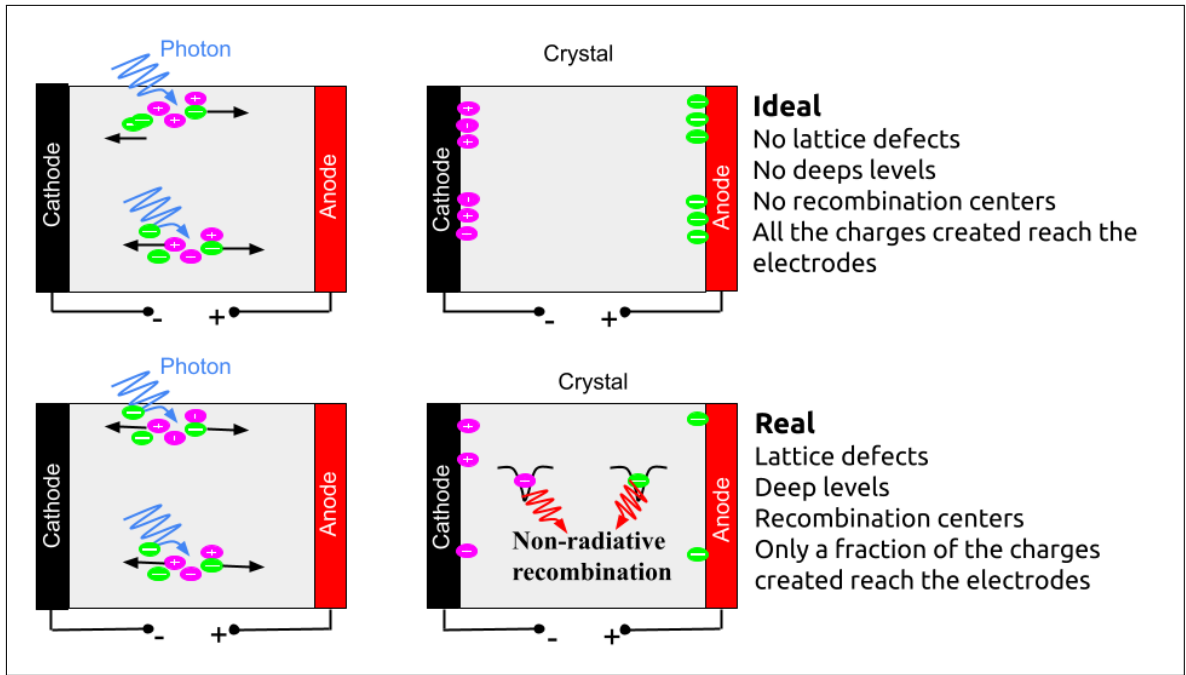 Photon
Cathode
Anode
- +
Crystal
Cathode
Anode
- +
Ideal
No lattice defects
No deeps levels
No recombination centers
All the charges created reach the
electrodes
Photon
Cathode
Anode
- +
Crystal
Cathode
Anode
Non-radiative
recombination
- +
Real
Lattice defects
Deep levels
Recombination centers
Only a fraction of the charges
created reach the electrodes